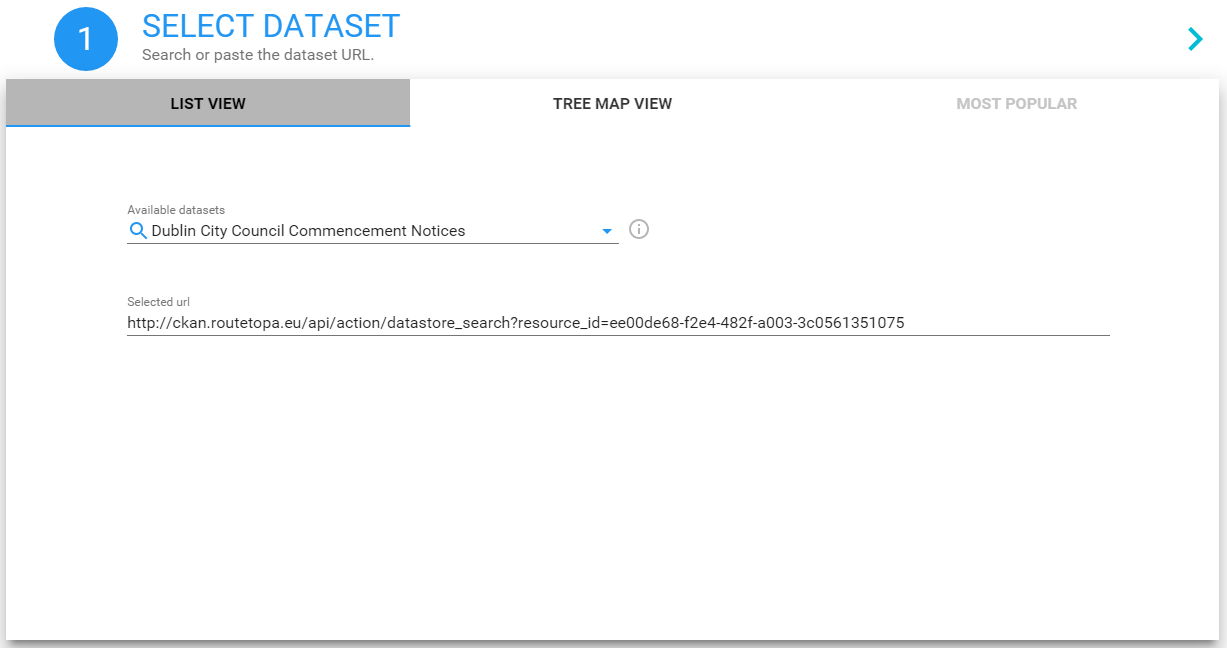 1
SELECT DATASET
Search or paste the dataset URL.
LIST VIEW
TREE MAP VIEW
MOST POPULAR
Available datasets
Dublin City Council Commencement Notices
Selected url
http://ckan.routetopa.eu/api/action/datastore_search?resource_id=ee00de68-f2e4-482f-a003-3c0561351075